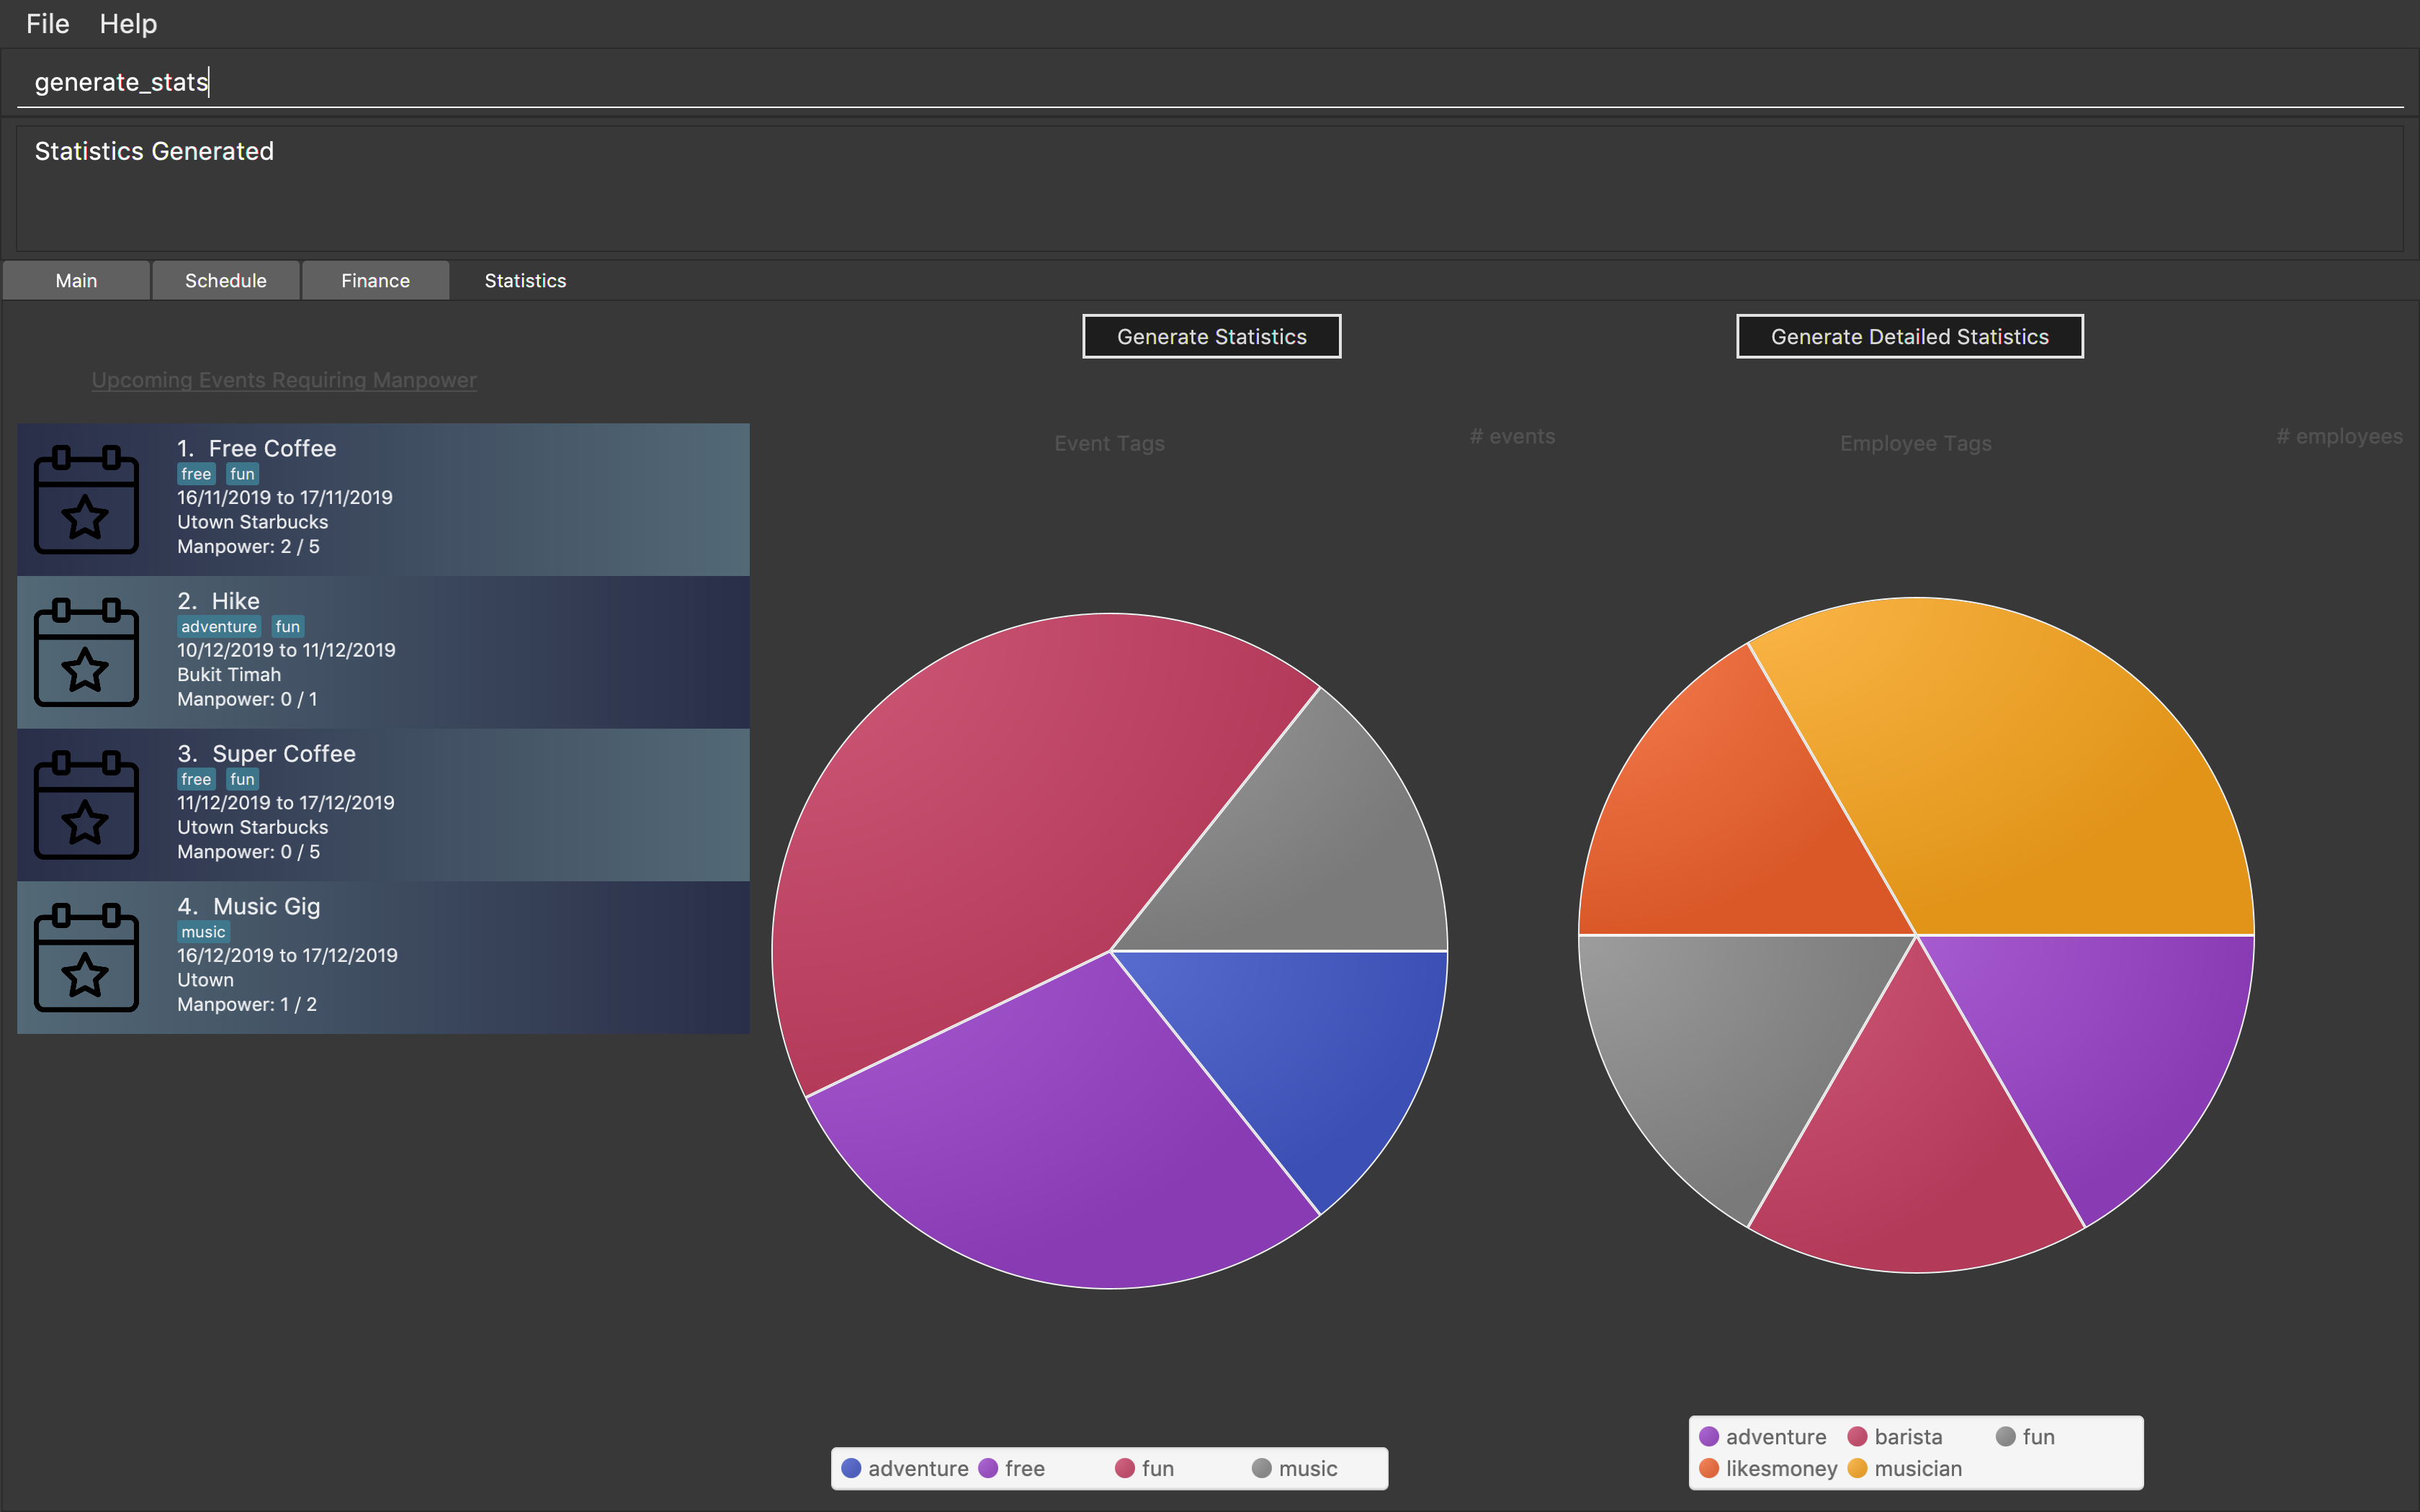 File Help
generate_stats
Statistics Generated
Main Schedule Finance Statistics
Generate Statistics Generate Detailed Statistics
Upcoming Events Requiring Manpower
1. Free Coffee
free fun
16/11/2019 to 17/11/2019
Utown Starbucks
Manpower: 2 / 5
2. Hike
adventure fun
10/12/2019 to 11/12/2019
Bukit Timah
Manpower: 0 / 1
3. Super Coffee
free fun
11/12/2019 to 17/12/2019
Utown Starbucks
Manpower: 0 / 5
4. Music Gig
music
16/12/2019 to 17/12/2019
Utown
Manpower: 1 / 2
Event Tags # events
adventure free fun music
Employee Tags # employees
adventure barista fun
likesmoney musician